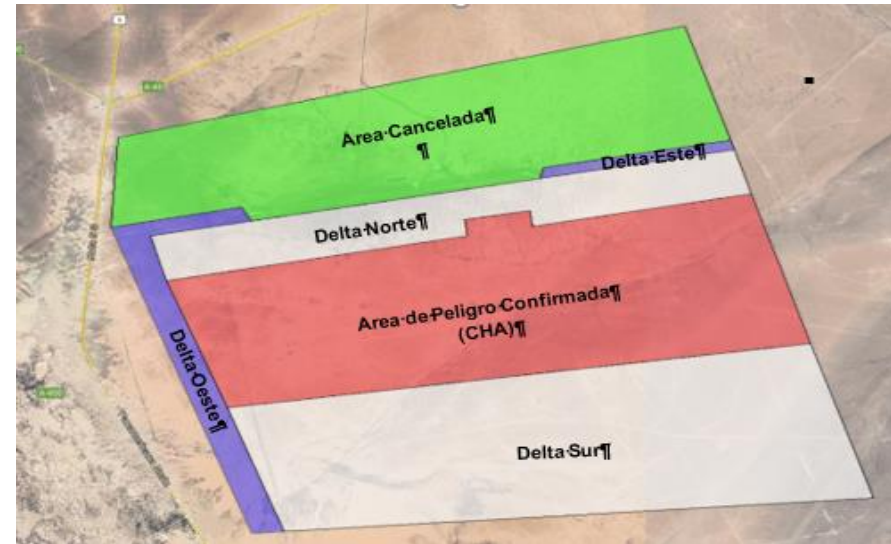 Area·Cancelada¶
¶
Delta·Este¶
Delta·Norte¶
Area·de·Peligro·Confirmada¶
(CHA)¶
Delta·Oeste¶
Delta·Sur¶